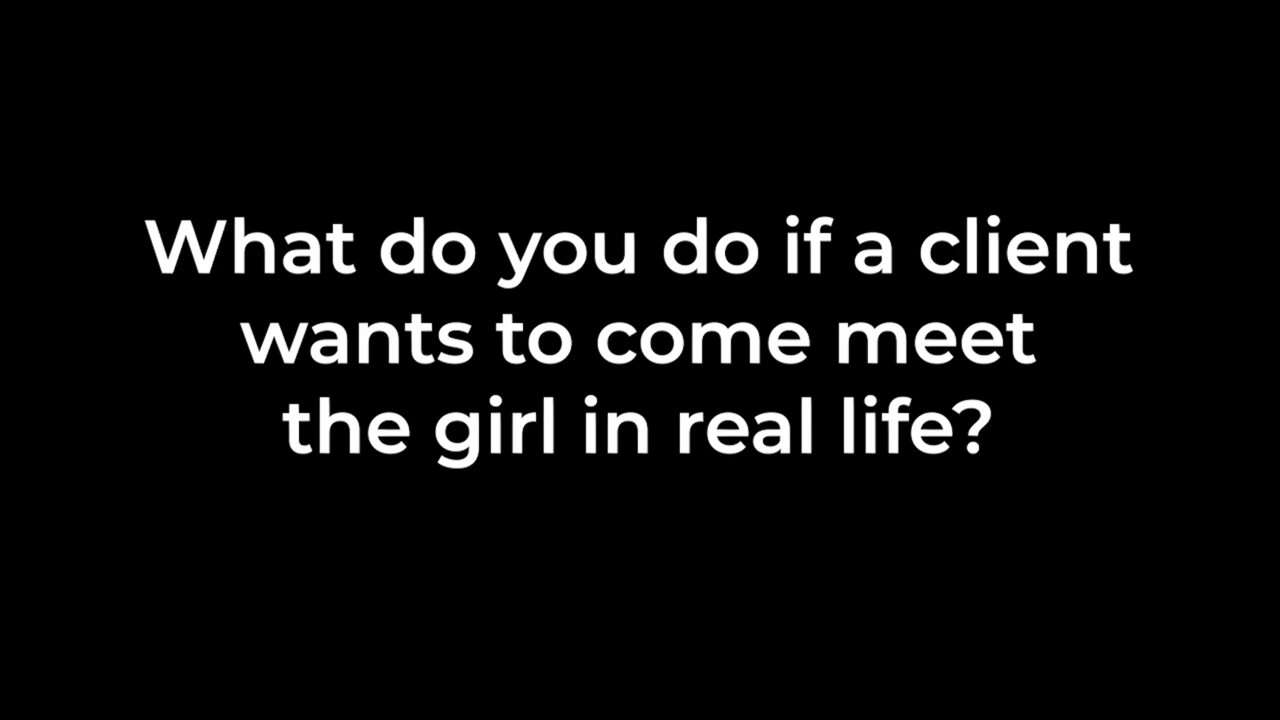 What do you do if a client
wants to come meet
the girl in real life?